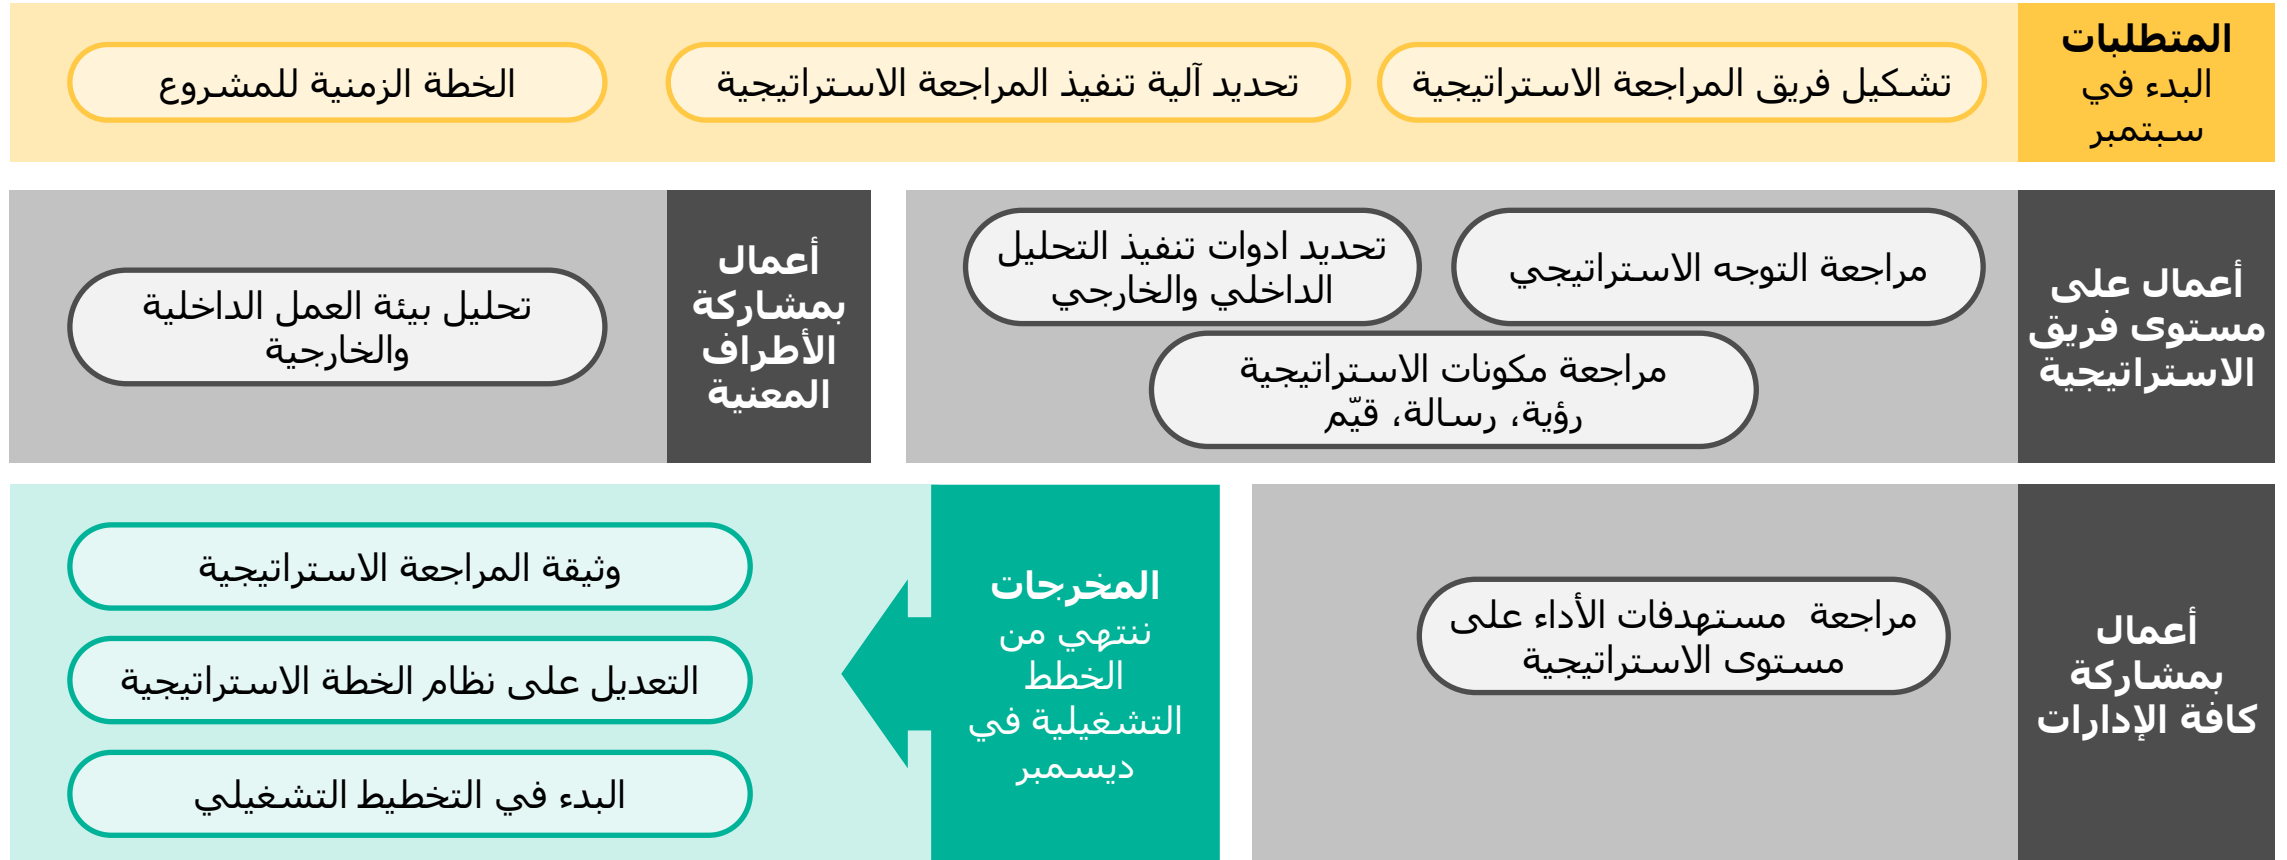 المتطلبات
البدء في
سبتمبر
تشكيل فريق المراجعة الاستراتيجية
تحديد آلية تنفيذ المراجعة الاستراتيجية
الخطة الزمنية للمشروع
أعمال على
مستوى فريق
الاستراتيجية
مراجعة التوجه الاستراتيجي
تحديد ادوات تنفيذ التحليل
الداخلي والخارجي
مراجعة مكونات الاستراتيجية
رؤية، رسالة، قيّم
أعمال
بمشاركة
الأطراف
المعنية
تحليل بيئة العمل الداخلية
والخارجية
أعمال
بمشاركة
كافة الإدارات
مراجعة  مستهدفات الأداء على
مستوى الاستراتيجية
المخرجات
ننتهي من
الخطط
التشغيلية في
ديسمبر
وثيقة المراجعة الاستراتيجية
التعديل على نظام الخطة الاستراتيجية
البدء في التخطيط التشغيلي